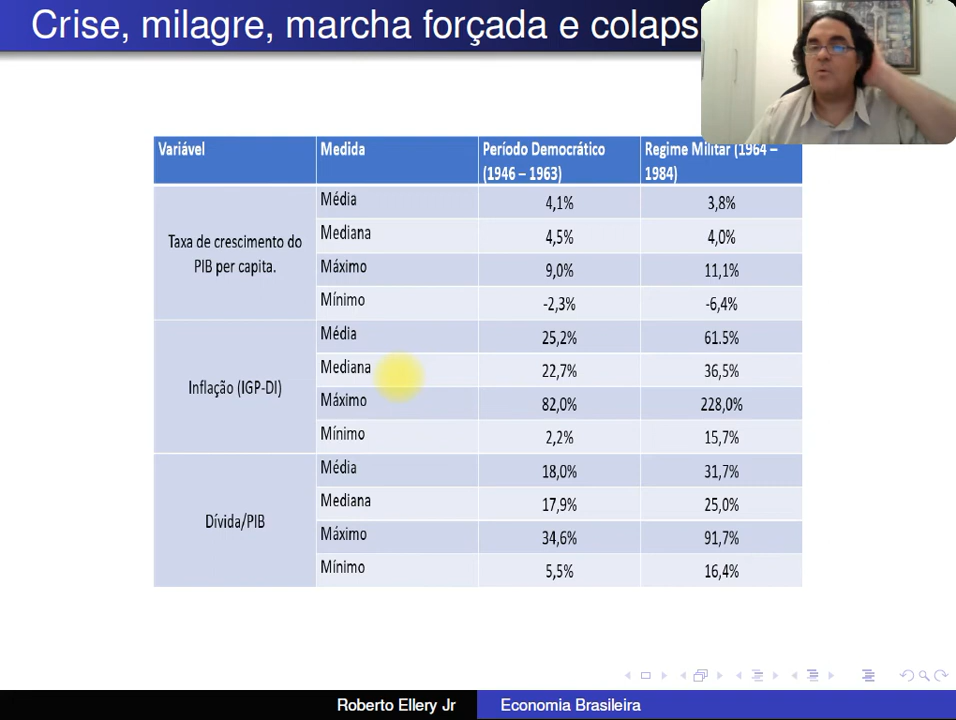 Crise, milagre, marcha forçada e colaps
Variável Medida Período Democrático (1946 – 1963) Regime Militar (1964 – 1984)
Taxa de crescimento do PIB per capita.
Média 4,1% 3,8%
Mediana 4,5% 4,0%
Máximo 9,0% 11,1%
Mínimo -2,3% -6,4%
Inflação (IGP-DI)
Média 25,2% 61.5%
Mediana 22,7% 36,5%
Máximo 82,0% 228,0%
Mínimo 2,2% 15,7%
Dívida/PIB
Média 18,0% 31,7%
Mediana 17,9% 25,0%
Máximo 34,6% 91,7%
Mínimo 5,5% 16,4%
Roberto Ellery Jr Economia Brasileira